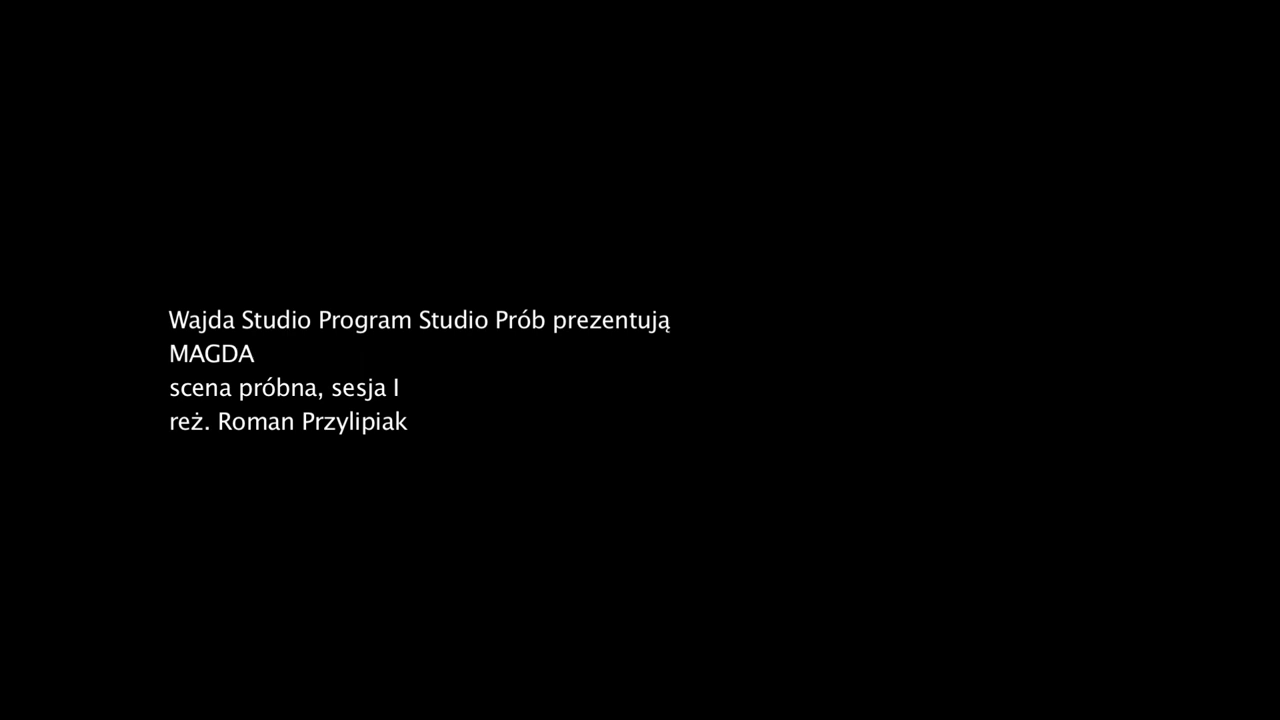 Wajda Studio Program Studio Prób prezentują
MAGDA
scena próbna, sesja I
reż. Roman Przylipiak